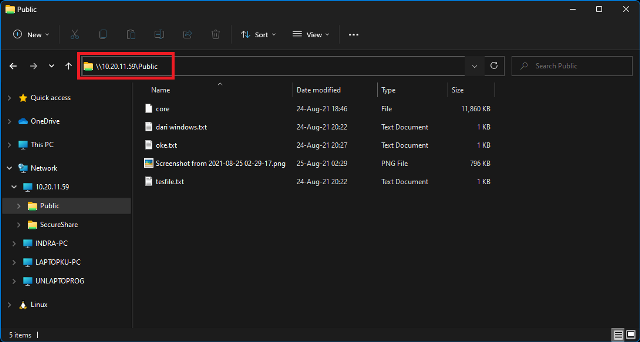 Public
New
Sort
View
\\10.20.11.59\Public
Search Public
Name
Date modified
Type
Size
Quick access
OneDrive
This PC
Network
10.20.11.59
Public
SecureShare
INDRA-PC
LAPTOPKU-PC
UNLAPTOPROG
Linux
core 24-Aug-21 18:46 File 11,860 KB
dari windows.txt 24-Aug-21 20:22 Text Document 1 KB
oke.txt 24-Aug-21 20:27 Text Document 1 KB
Screenshot from 2021-08-25 02-29-17.png 25-Aug-21 02:29 PNG File 796 KB
tesfile.txt 24-Aug-21 20:22 Text Document 1 KB
5 items